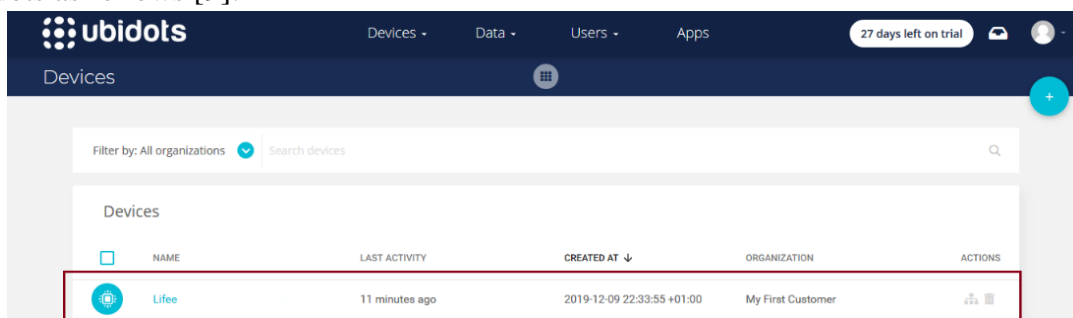 ubidots Devices Data Users Apps 27 days left on trial
Devices
+
Filter by: All organizations Search devices
Devices
NAME LAST ACTIVITY CREATED AT ↓ ORGANIZATION ACTIONS
Lifee 11 minutes ago 2019-12-09 22:33:55 +01:00 My First Customer